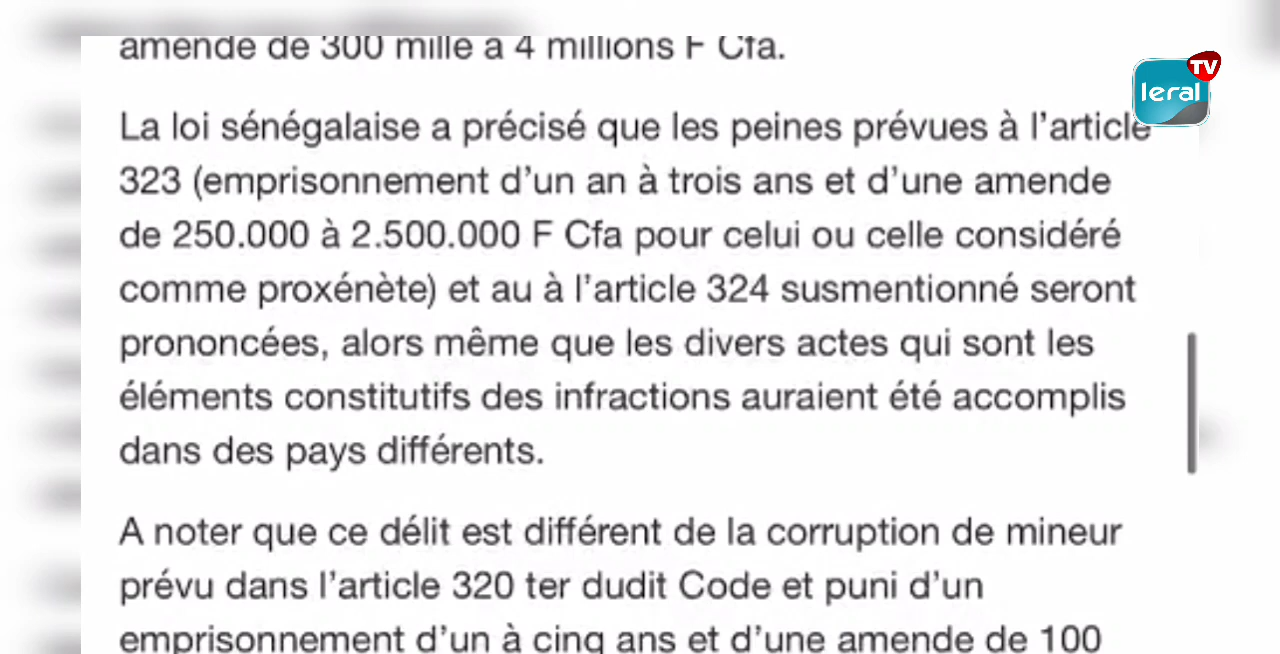 amende de 300 mille à 4 millions F Cfa.
TV
leral
La loi sénégalaise a précisé que les peines prévues à l’article
323 (emprisonnement d’un an à trois ans et d’une amende
de 250.000 à 2.500.000 F Cfa pour celui ou celle considéré
comme proxénète) et au à l’article 324 susmentionné seront
prononcées, alors même que les divers actes qui sont les
éléments constitutifs des infractions auraient été accomplis
dans des pays différents.
A noter que ce délit est différent de la corruption de mineur
prévu dans l’article 320 ter dudit Code et puni d’un
emprisonnement d’un à cinq ans et d’une amende de 100